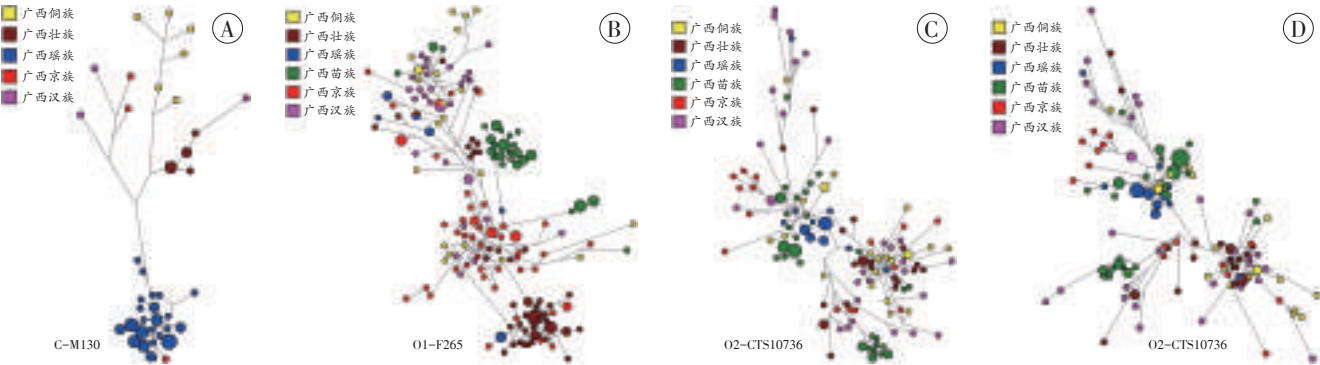 广西侗族
广西壮族
广西瑶族
广西京族
广西汉族
A
C-M130
广西侗族
广西壮族
广西瑶族
广西苗族
广西京族
广西汉族
B
O1-F265
广西侗族
广西壮族
广西瑶族
广西苗族
广西京族
广西汉族
C
O2-CTS10736
广西侗族
广西壮族
广西瑶族
广西苗族
广西京族
广西汉族
D
O2-CTS10736